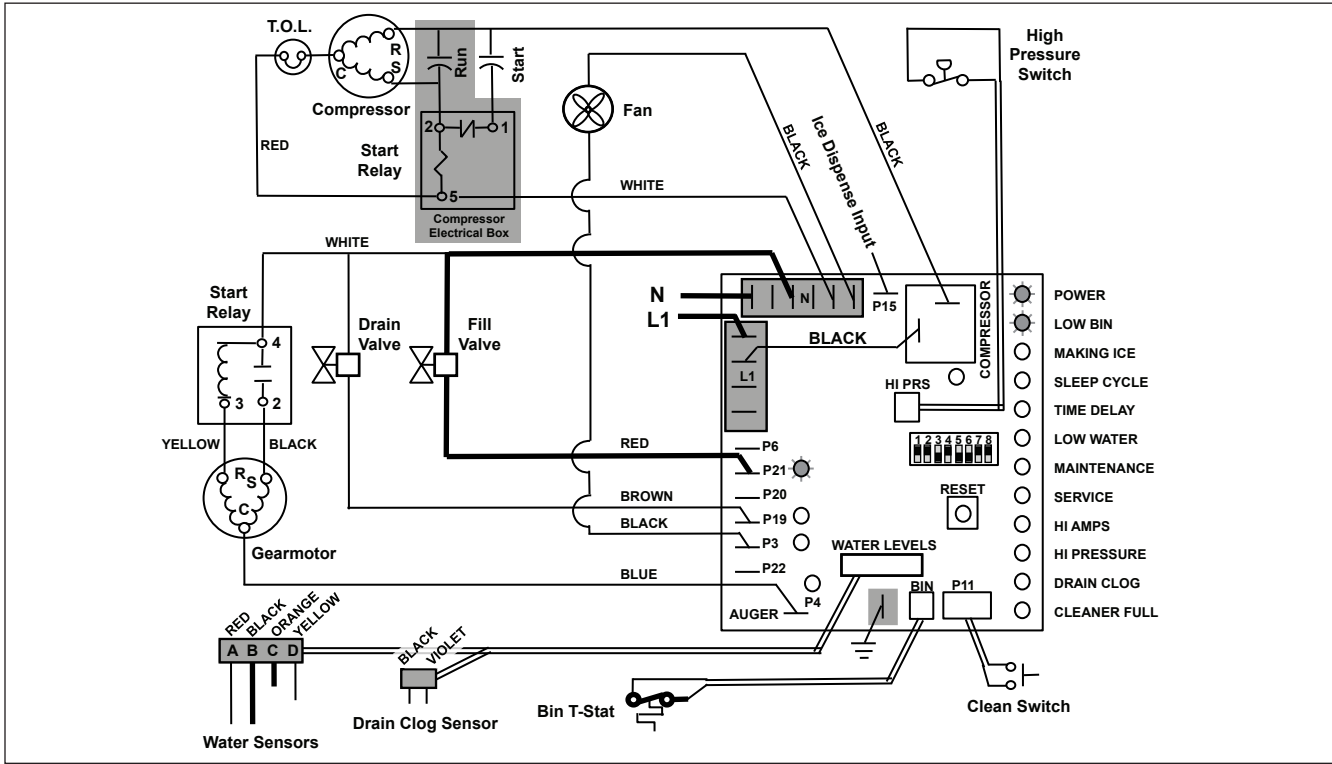 T.O.L.
R
S
C
Compressor
Run
Start
2
1
5
Start
Relay
Compressor
Electrical Box
RED
Fan
BLACK
Ice Dispense Input
BLACK
High
Pressure
Switch
WHITE
WHITE
Start
Relay
4
3
2
YELLOW
BLACK
R
S
C
Gearmotor
Drain
Valve
Fill
Valve
N
L1
N
P15
BLACK
L1
COMPRESSOR
HI PRS
1 2 3 4 5 6 7 8
RESET
RED
BROWN
BLACK
BLUE
P6
P21
P20
P19
P3
P22
P4
AUGER
WATER LEVELS
BIN
P11
POWER
LOW BIN
MAKING ICE
SLEEP CYCLE
TIME DELAY
LOW WATER
MAINTENANCE
SERVICE
HI AMPS
HI PRESSURE
DRAIN CLOG
CLEANER FULL
RED
BLACK
ORANGE
YELLOW
A B C D
Water Sensors
BLACK
VIOLET
Drain Clog Sensor
Bin T-Stat
Clean Switch